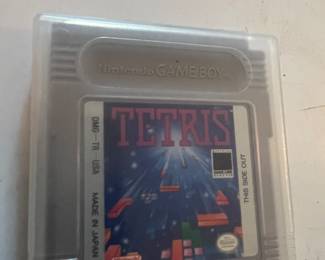 Nintendo GAME BOY
TETRIS
DMG-TR-USA
MADE IN JAPAN
THIS SIDE OUT